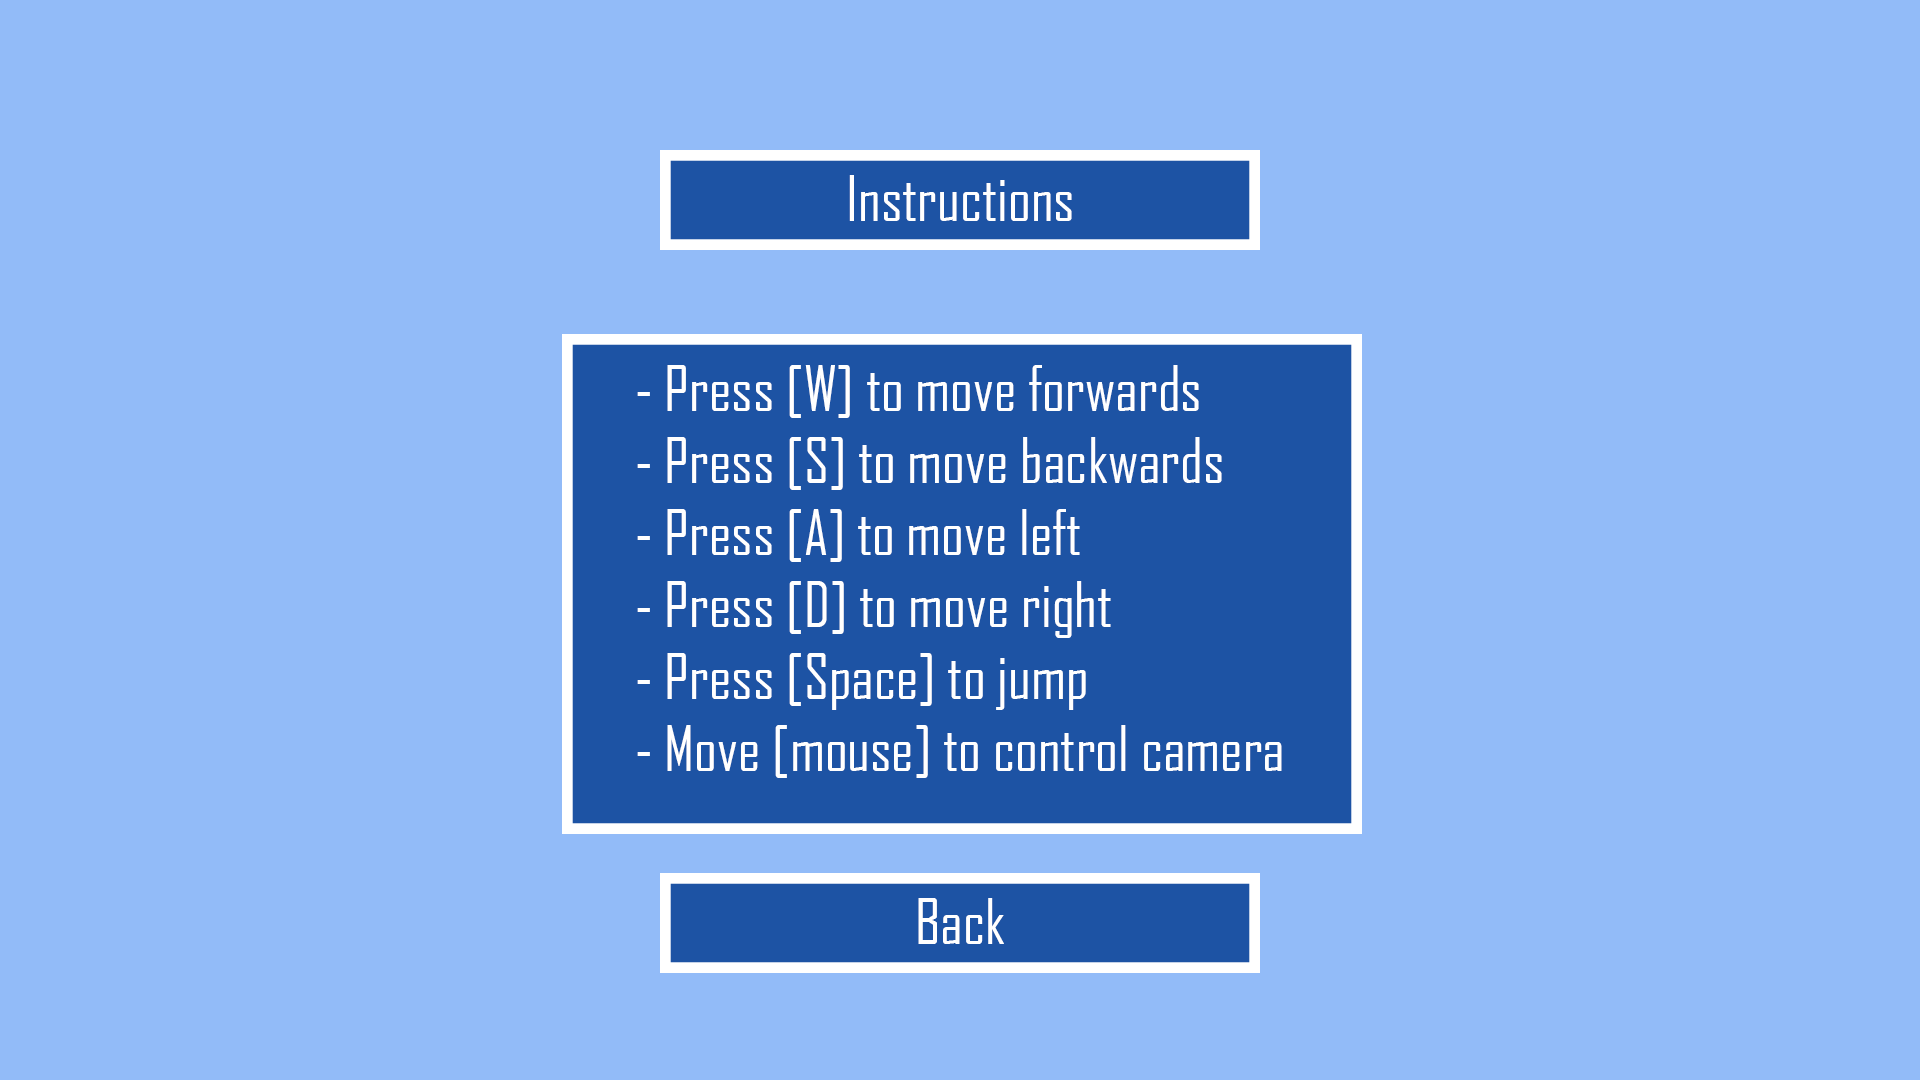 Instructions
- Press [W] to move forwards
- Press [S] to move backwards
- Press [A] to move left
- Press [D] to move right
- Press [Space] to jump
- Move [mouse] to control camera
Back